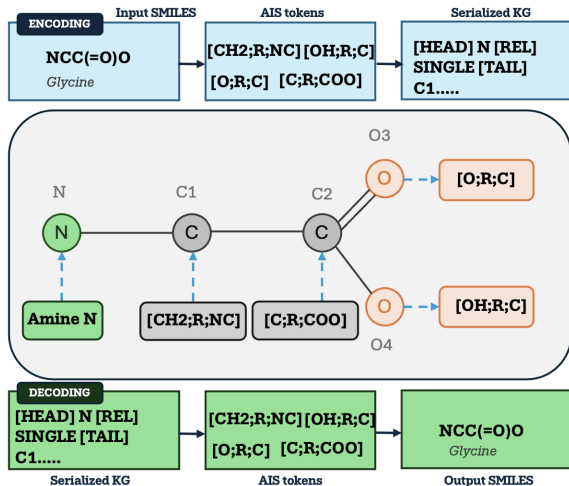 Input SMILES
AIS tokens
Serialized KG
ENCODING
NCC(=O)O
Glycine
[CH2;R;NC] [OH;R;C]
[O;R;C] [C;R;COO]
[HEAD] N [REL]
SINGLE [TAIL]
C1.....
O3
N
C1
C2
O
[O;R;C]
N
C
C
Amine N
[CH2;R;NC]
[C;R;COO]
O
[OH;R;C]
O4
DECODING
[HEAD] N [REL]
SINGLE [TAIL]
C1.....
[CH2;R;NC] [OH;R;C]
[O;R;C] [C;R;COO]
NCC(=O)O
Glycine
Serialized KG
AIS tokens
Output SMILES